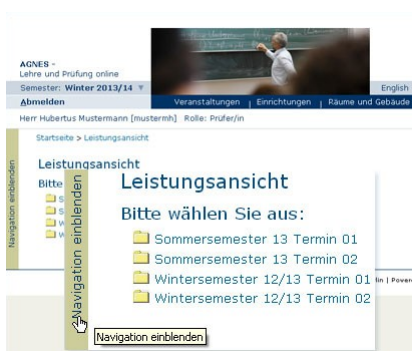 AGNES -
Lehre und Prüfung online
Semester: Winter 2013/14
English
Abmelden
Veranstaltungen | Einrichtungen | Räume und Gebäude
Herr Hubertus Mustermann [mustermh] Rolle: Prüfer/in
Startseite > Leistungsansicht
Navigation einblenden
Leistungsansicht
Bitte
Navigation einblenden
Leistungsansicht
Bitte wählen Sie aus:
Sommersemester 13 Termin 01
Sommersemester 13 Termin 02
Wintersemester 12/13 Termin 01
Wintersemester 12/13 Termin 02
Navigation einblenden